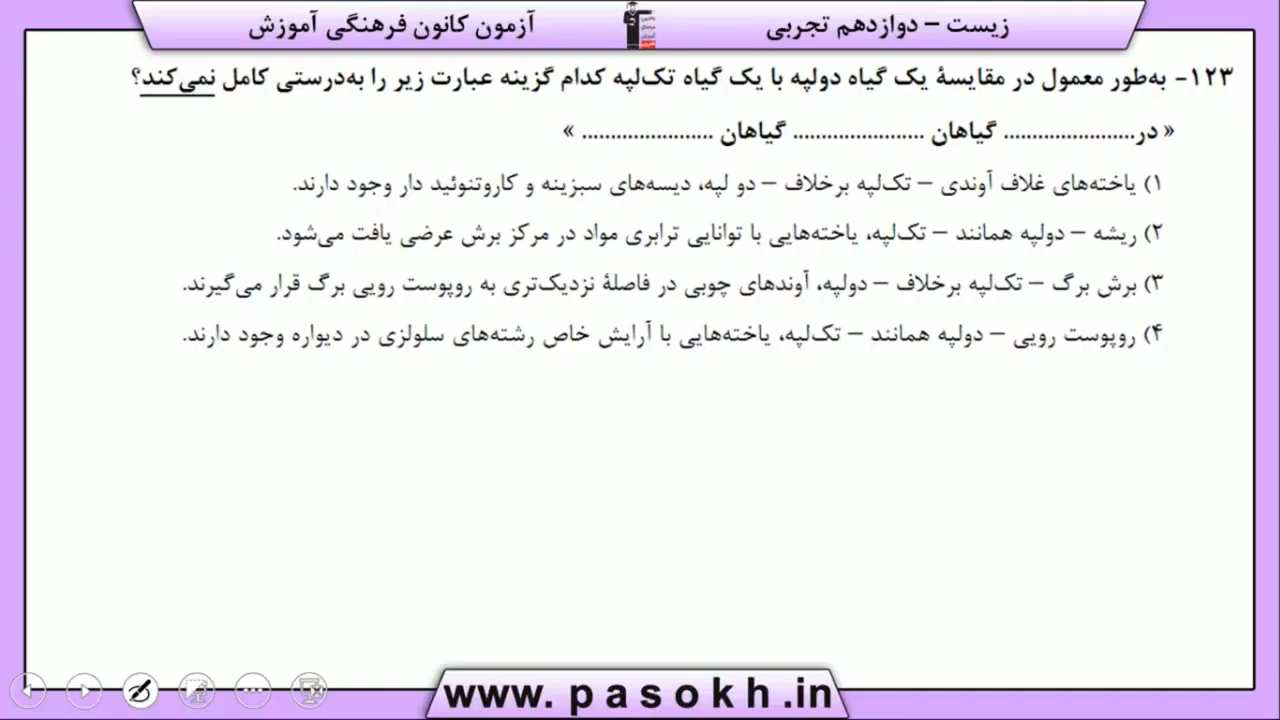 زیست – دوازدهم تجربی
آزمون کانون فرهنگی آموزش
۱۲۳- به‌طور معمول در مقایسهٔ یک گیاه دولپه با یک گیاه تک‌لپه کدام گزینه عبارت زیر را به‌درستی کامل نمی‌کند؟
« در...................... گیاهان ...................... گیاهان ...................... »
۱) یاخته‌های غلاف آوندی – تک‌لپه برخلاف – دو لپه، دیسه‌های سبزینه و کاروتنوئید دار وجود دارند.
۲) ریشه – دولپه همانند – تک‌لپه، یاخته‌هایی با توانایی ترابری مواد در مرکز برش عرضی یافت می‌شود.
۳) برش برگ – تک‌لپه برخلاف – دولپه، آوندهای چوبی در فاصلهٔ نزدیک‌تری به روپوست رویی برگ قرار می‌گیرند.
۴) روپوست رویی – دولپه همانند – تک‌لپه، یاخته‌هایی با آرایش خاص رشته‌های سلولزی در دیواره وجود دارند.
www. p a s o k h .in